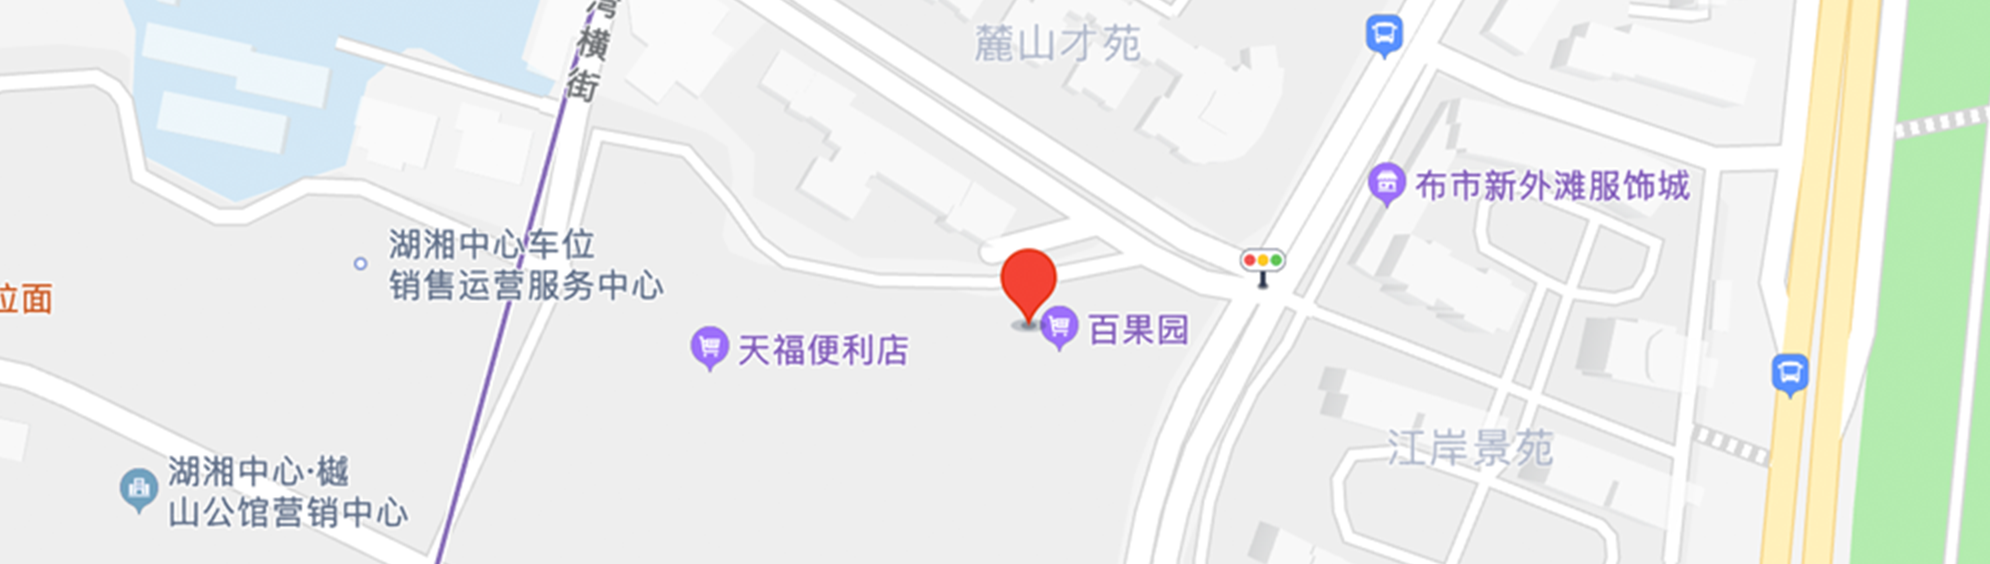 湾横街
麓山才苑
布市新外滩服饰城
湖湘中心车位
销售运营服务中心
拉面
天福便利店
百果园
江岸景苑
湖湘中心·樾
山公馆营销中心